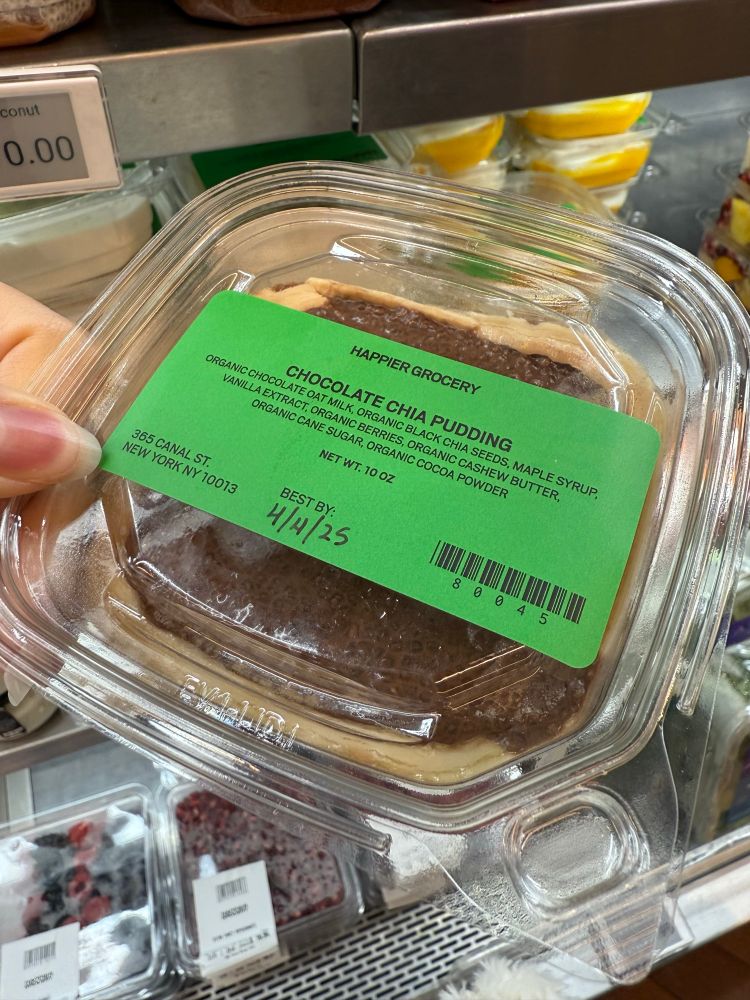 conut
0.00
HAPPIER GROCERY
CHOCOLATE CHIA PUDDING
ORGANIC CHOCOLATE OAT MILK, ORGANIC BLACK CHIA SEEDS, MAPLE SYRUP,
VANILLA EXTRACT, ORGANIC BERRIES, ORGANIC CASHEW BUTTER,
ORGANIC CANE SUGAR, ORGANIC COCOA POWDER
NET WT. 10 OZ
365 CANAL ST.
NEW YORK NY 10013
BEST BY:
4/4/25
80045